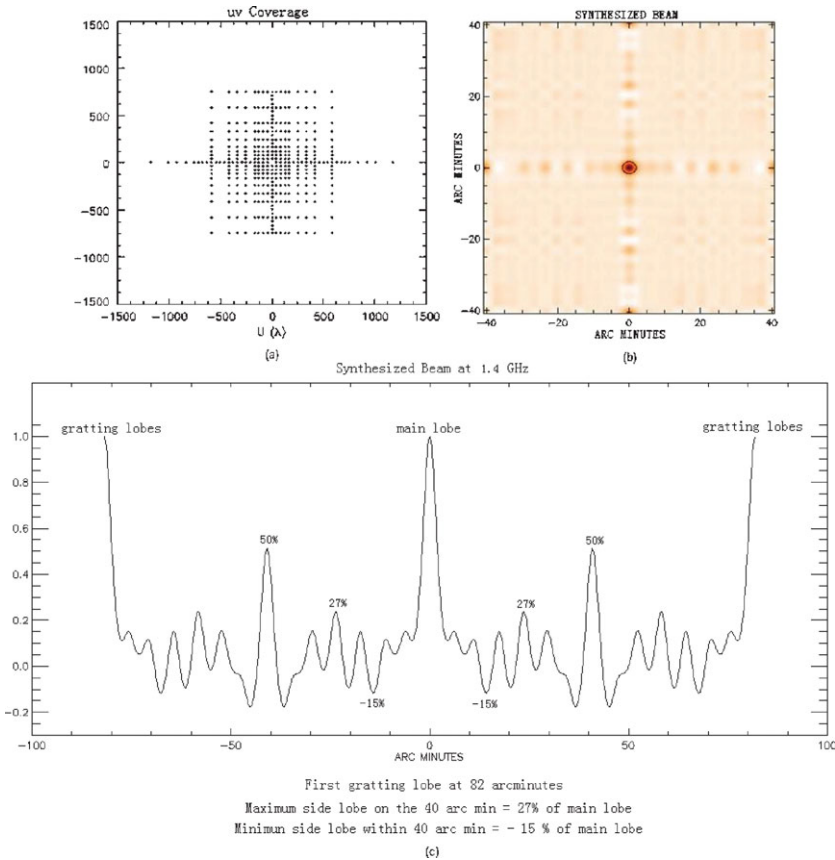 uv Coverage
1500
1000
500
0
-500
-1000
-1500
-1500 -1000 -500 0 500 1000 1500
U (λ)
(a)
SYNTHESIZED BEAM
40
20
0
-20
-40
ARC MINUTES
-40 -20 0 20 40
ARC MINUTES
(b)
Synthesized Beam at 1.4 GHz
gratting lobes main lobe gratting lobes
1.0
0.8
0.6
0.4
0.2
0.0
-0.2
50% 50%
27% 27%
-15% -15%
-100 -50 0 50 100
ARC MINUTES
First gratting lobe at 82 arcminutes
Maximum side lobe on the 40 arc min = 27% of main lobe
Minimun side lobe within 40 arc min = - 15 % of main lobe
(c)